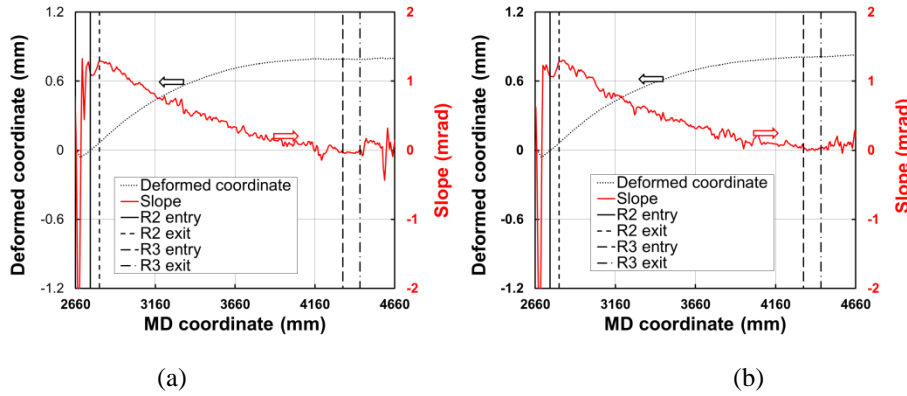 1.2
0.6
0
-0.6
-1.2
Deformed coordinate (mm)
2
1
0
-1
-2
Slope (mrad)
Deformed coordinate
Slope
R2 entry
R2 exit
R3 entry
R3 exit
2660 3160 3660 4160 4660
MD coordinate (mm)
(a)
1.2
0.6
0
-0.6
-1.2
Deformed coordinate (mm)
2
1
0
-1
-2
Slope (mrad)
Deformed coordinate
Slope
R2 entry
R2 exit
R3 entry
R3 exit
2660 3160 3660 4160 4660
MD coordinate (mm)
(b)